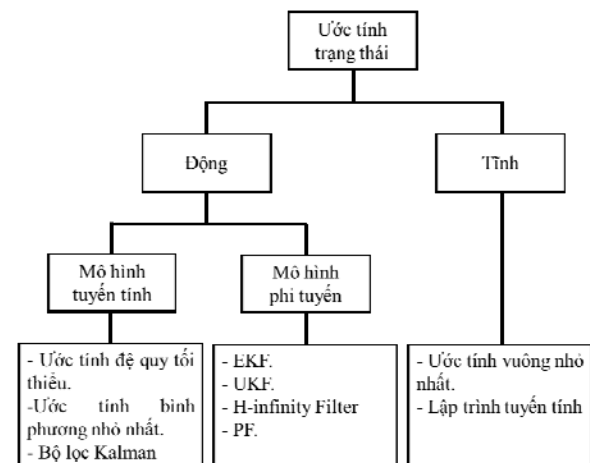 Ước tính
trạng thái
Động
Tĩnh
Mô hình
tuyến tính
Mô hình
phi tuyến
- Ước tính đệ quy tối
thiểu.
-Ước tính bình
phương nhỏ nhất.
- Bộ lọc Kalman
- EKF.
- UKF.
- H-infinity Filter
- PF.
- Ước tính vuông nhỏ
nhất.
- Lập trình tuyến tính